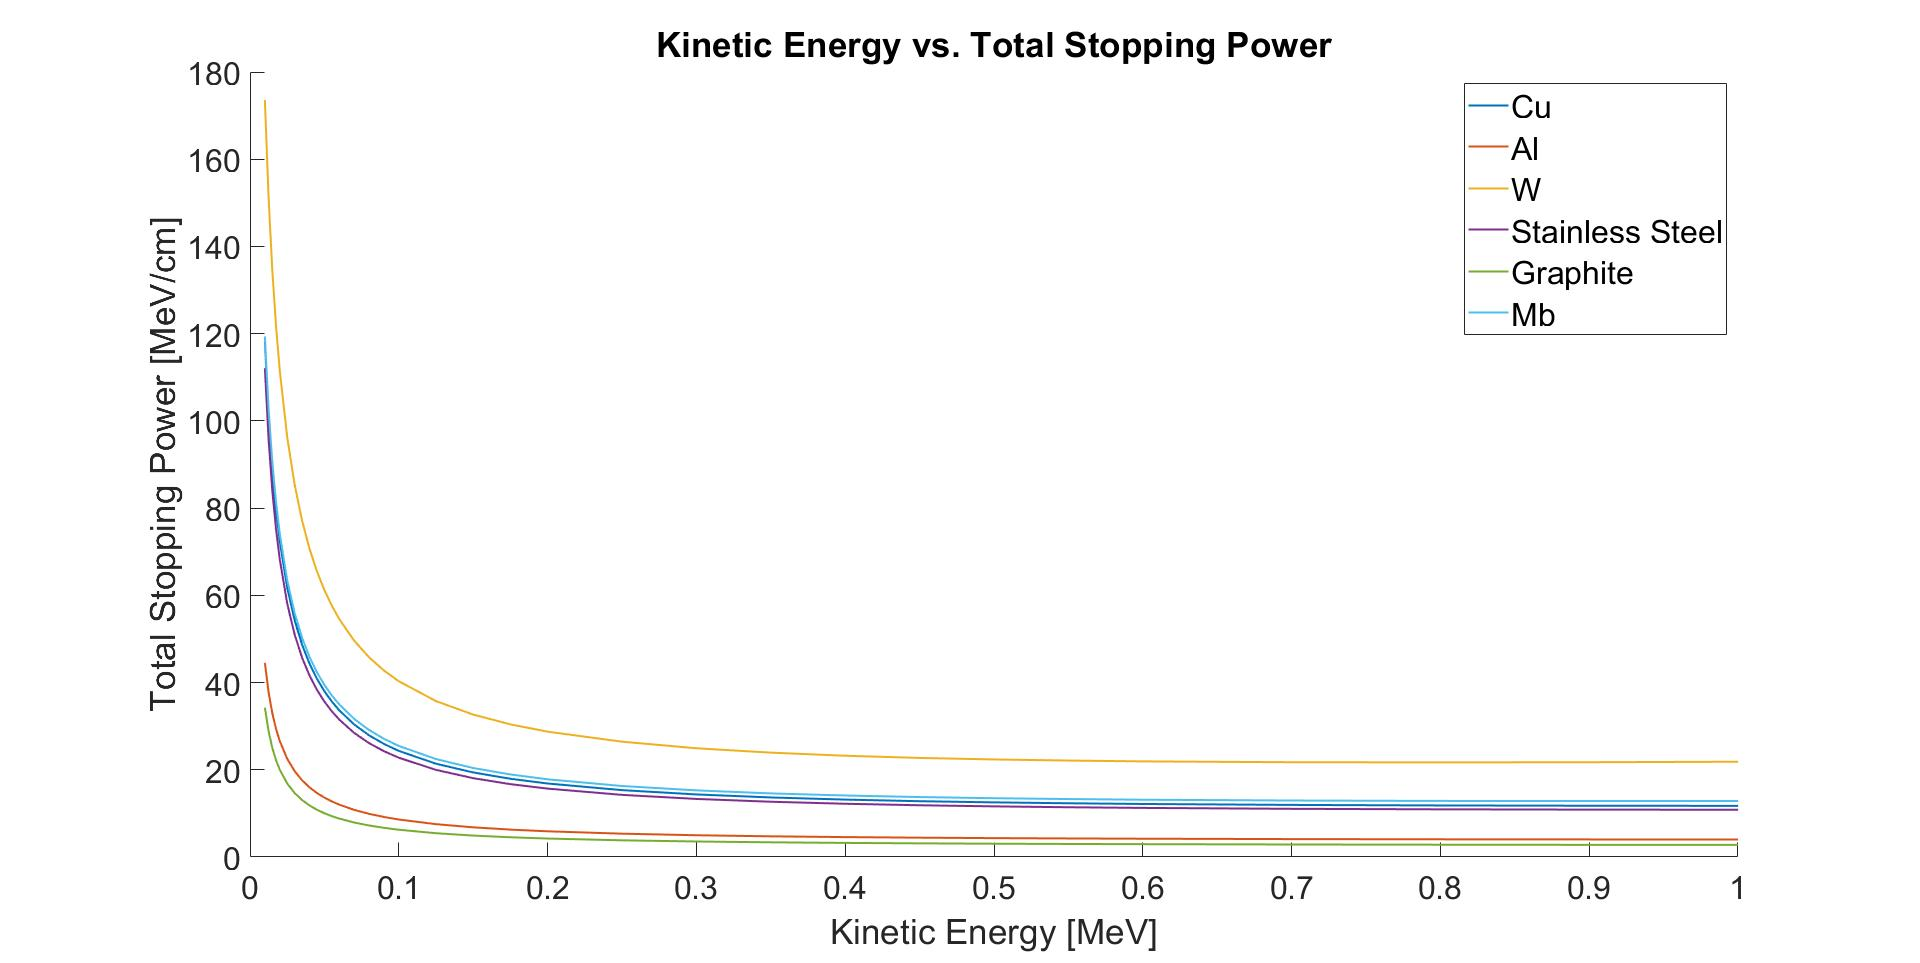 Kinetic Energy vs. Total Stopping Power
Total Stopping Power [MeV/cm]
180
160
140
120
100
80
60
40
20
0
0 0.1 0.2 0.3 0.4 0.5 0.6 0.7 0.8 0.9 1
Kinetic Energy [MeV]
Cu
Al
W
Stainless Steel
Graphite
Mb